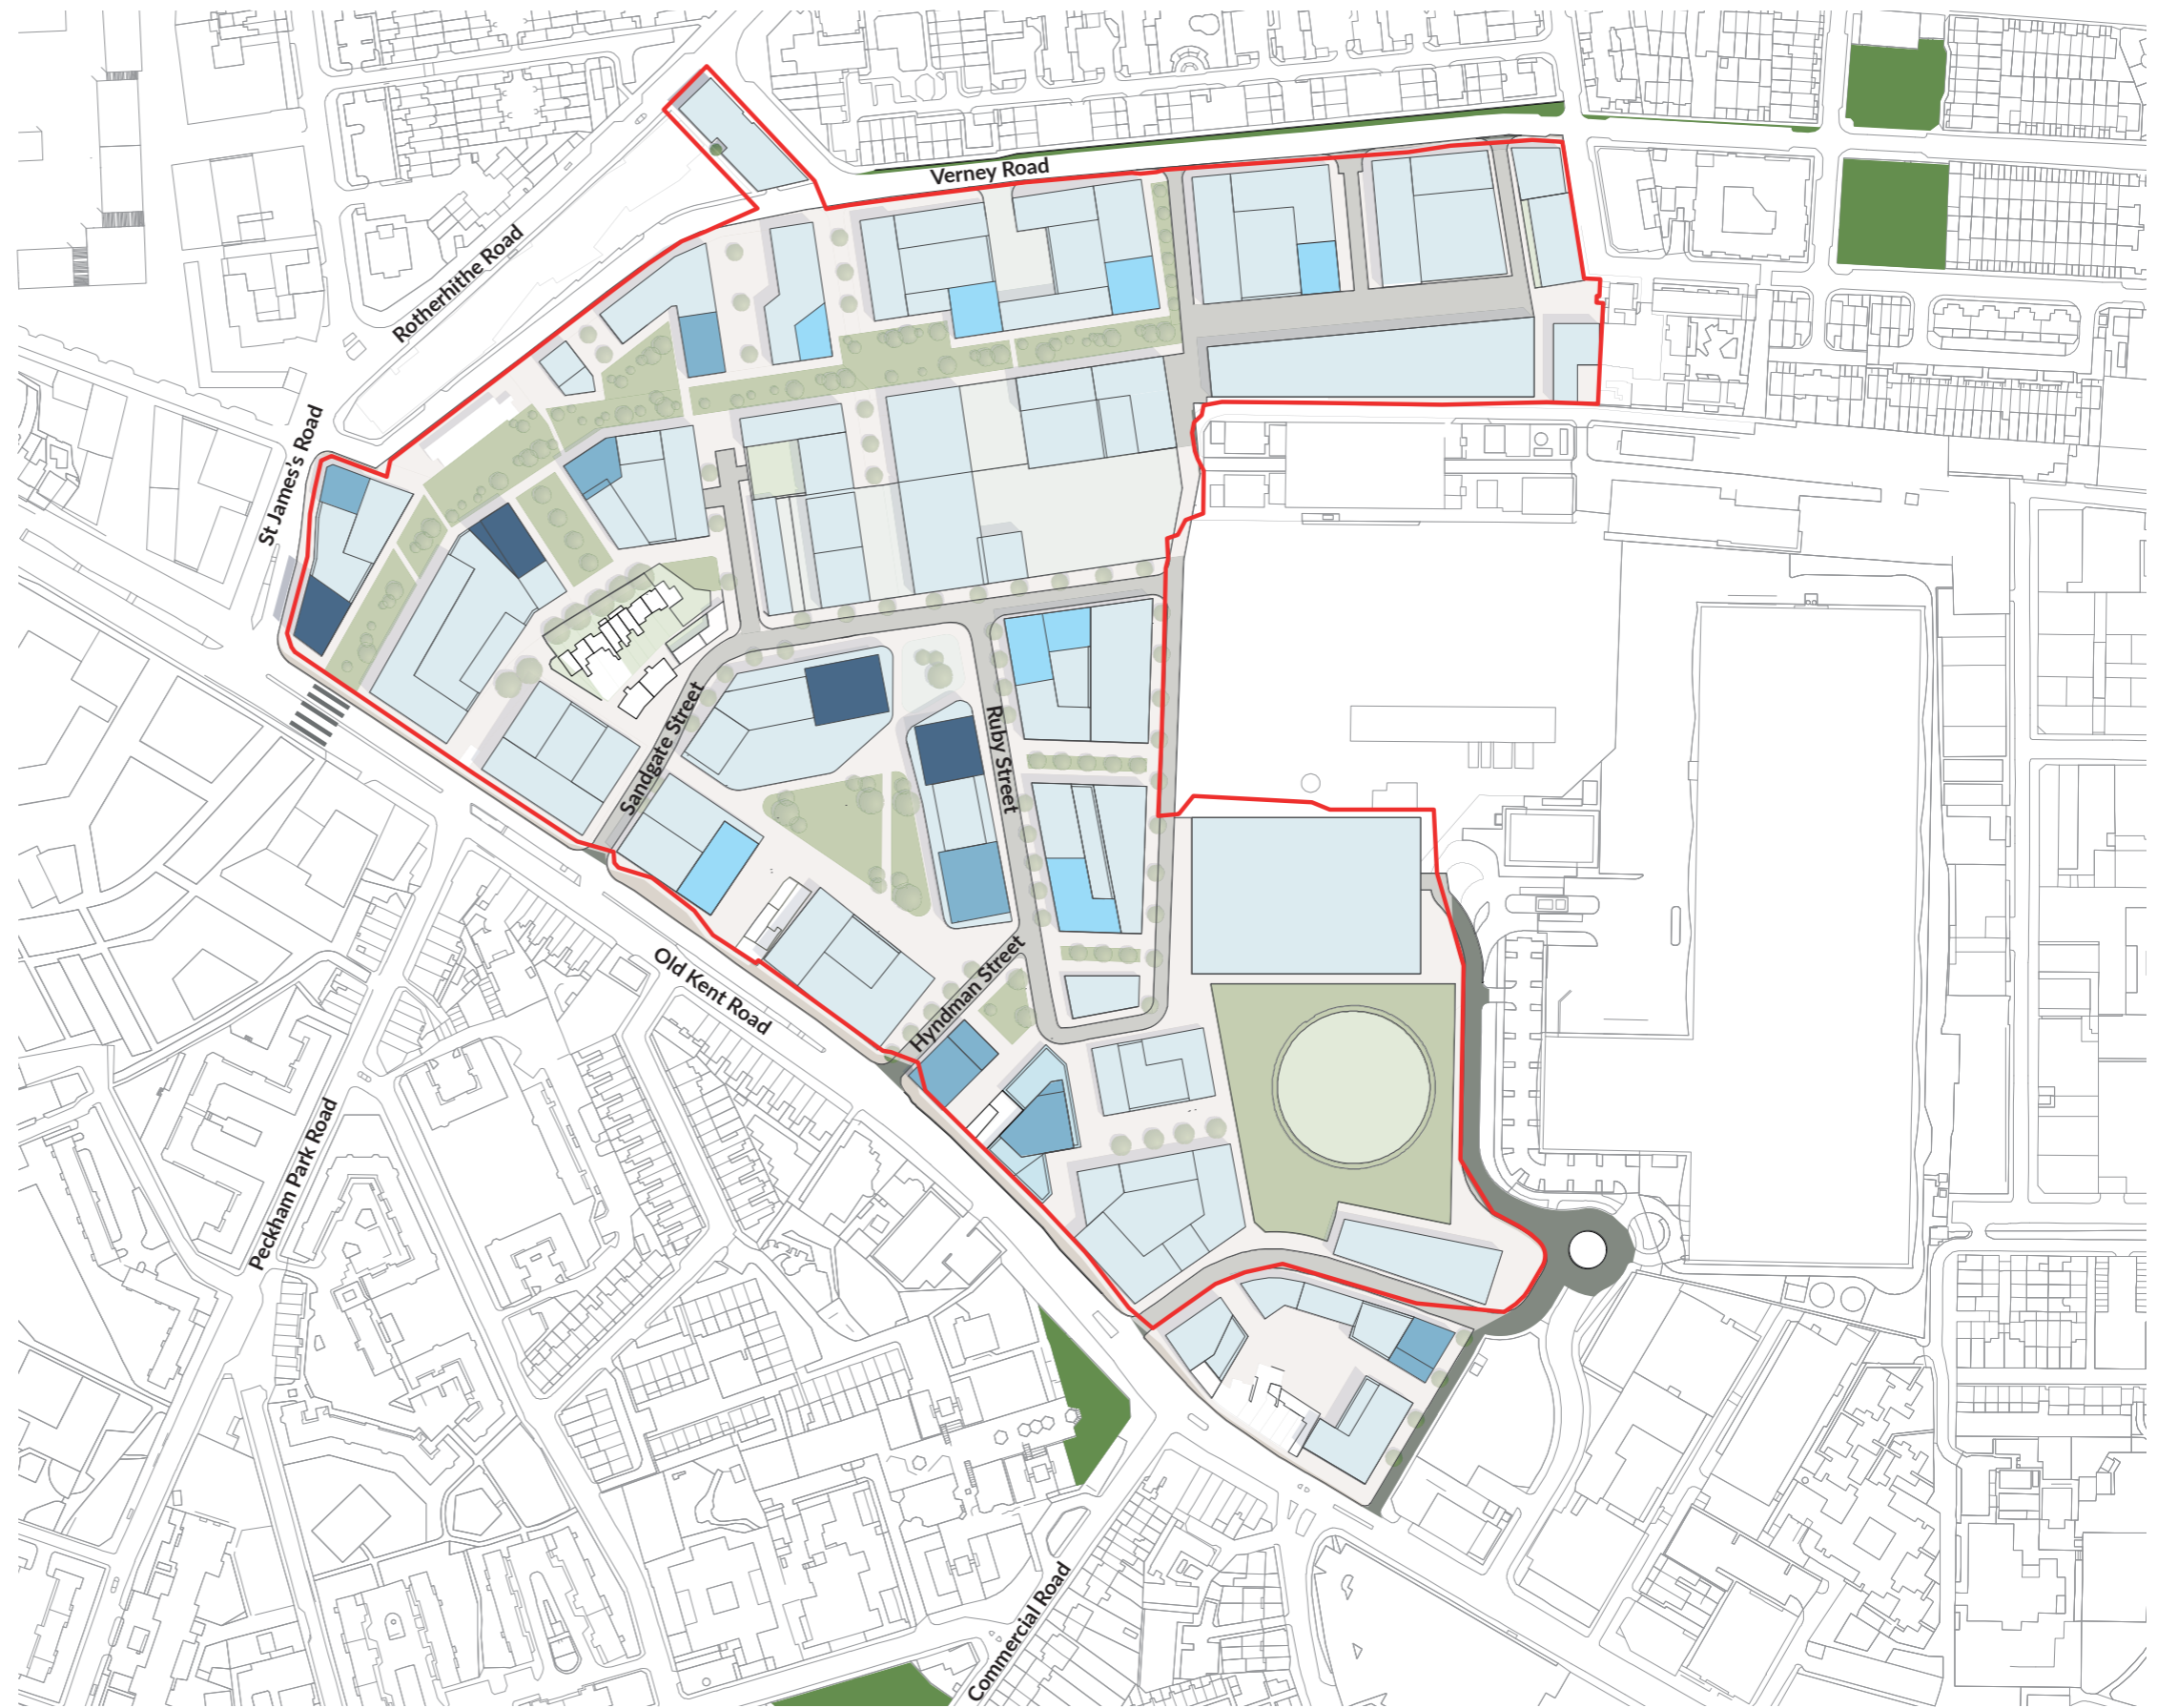 Verney Road
Rotherhithe Road
St James's Road
Sandgate Street
Ruby Street
Old Kent Road
Hyndman Street
Peckham Park Road
Commercial Road